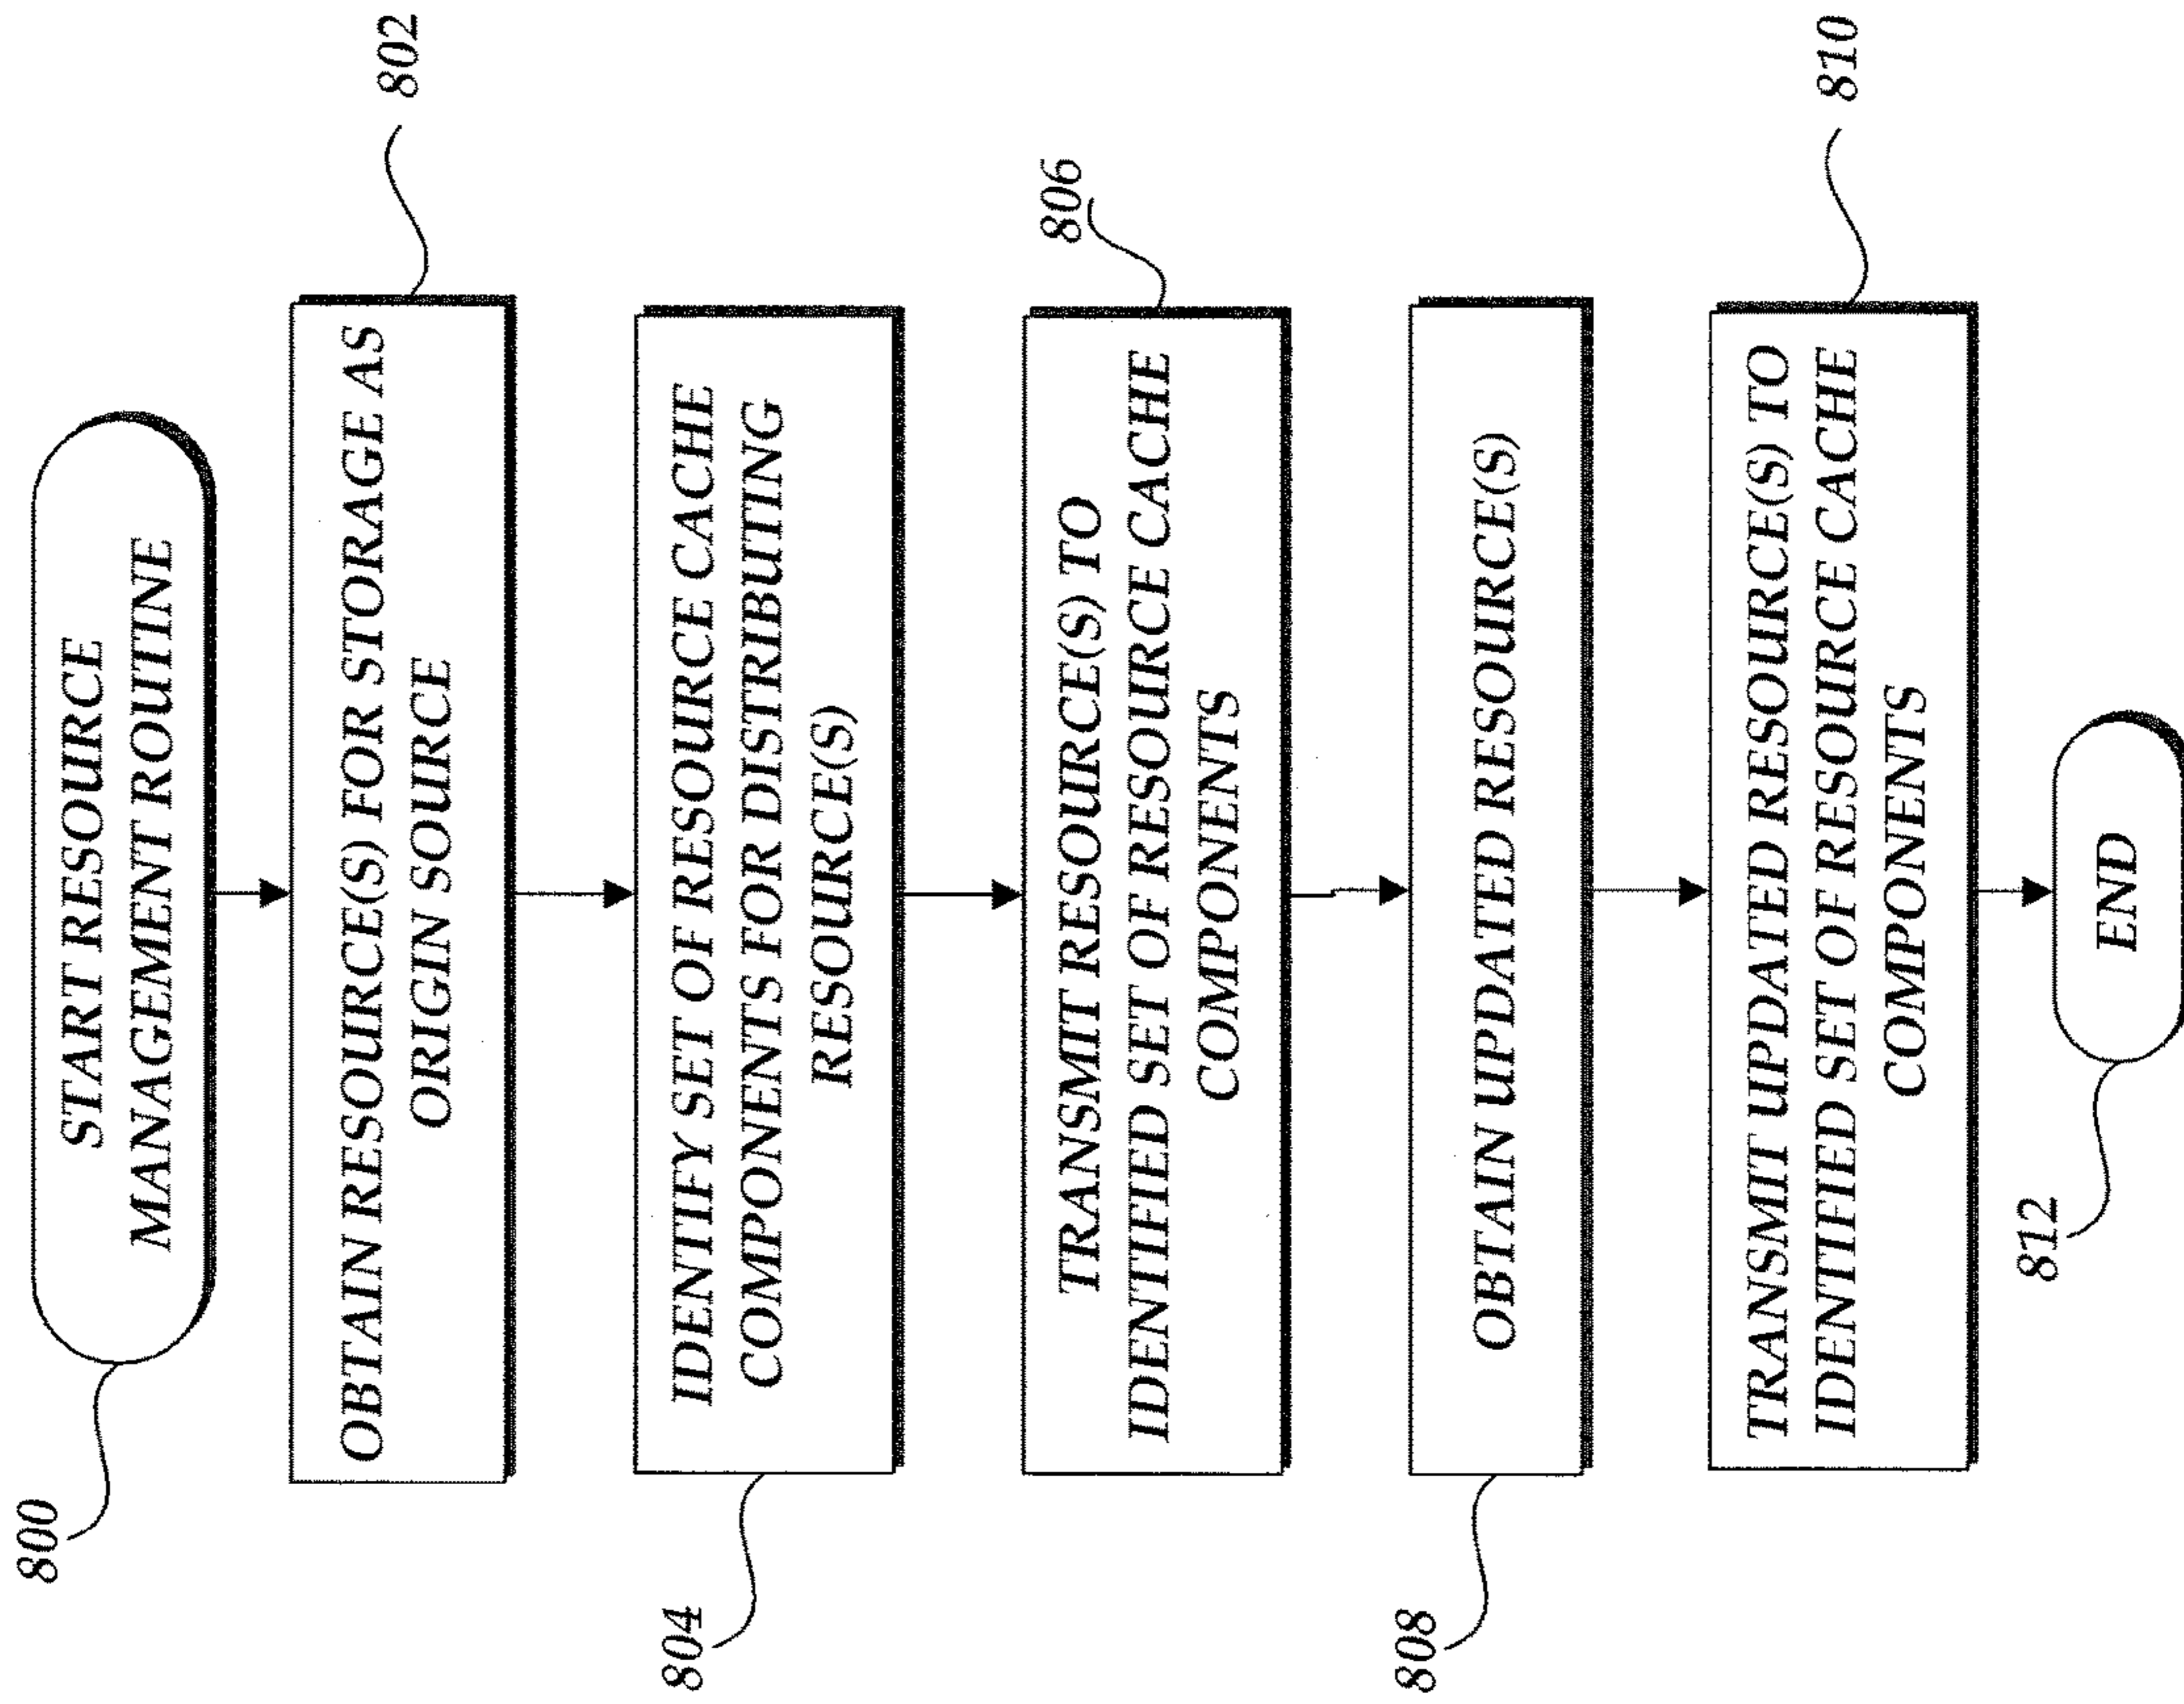 800
START RESOURCE
MANAGEMENT ROUTINE
OBTAIN RESOURCE(S) FOR STORAGE AS
ORIGIN SOURCE
802
804
IDENTIFY SET OF RESOURCE CACHE
COMPONENTS FOR DISTRIBUTING
RESOURCE(S)
TRANSMIT RESOURCE(S) TO
IDENTIFIED SET OF RESOURCE CACHE
COMPONENTS
806
808
OBTAIN UPDATED RESOURCE(S)
TRANSMIT UPDATED RESOURCE(S) TO
IDENTIFIED SET OF RESOURCE CACHE
COMPONENTS
810
812
END